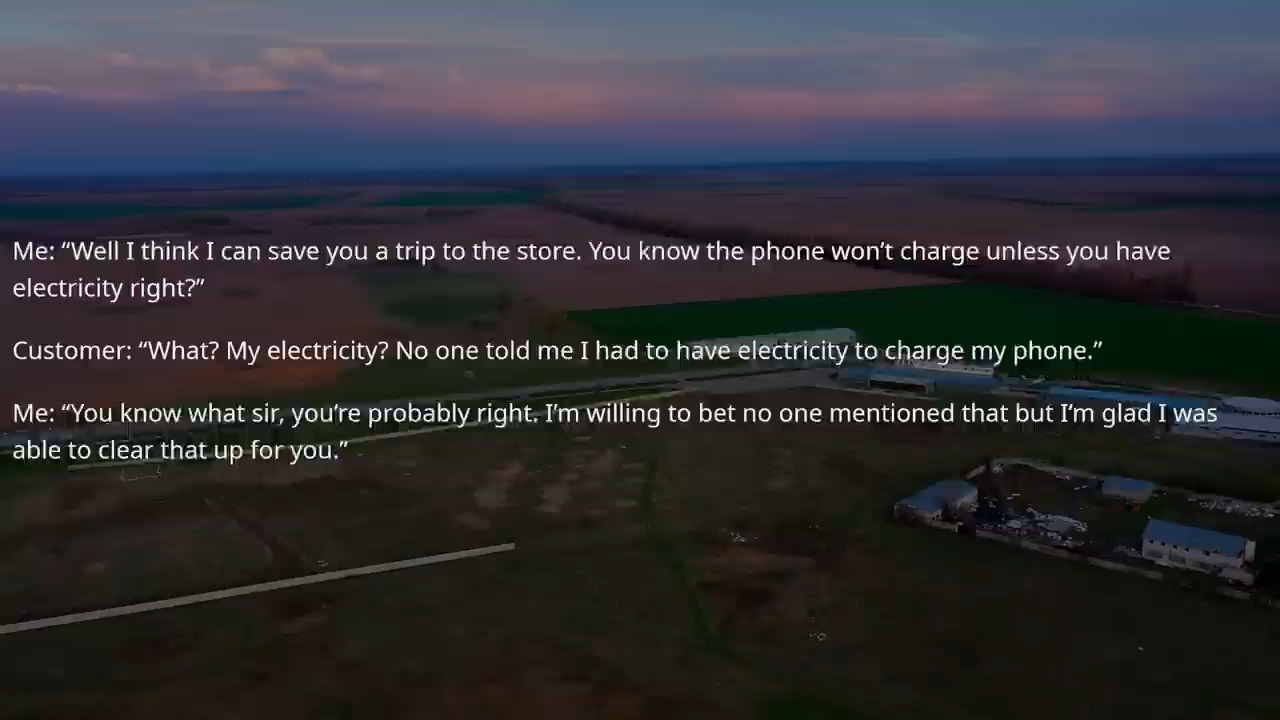 Me: “Well I think I can save you a trip to the store. You know the phone won’t charge unless you have
electricity right?”
Customer: “What? My electricity? No one told me I had to have electricity to charge my phone.”
Me: “You know what sir, you’re probably right. I’m willing to bet no one mentioned that but I’m glad I was
able to clear that up for you.”